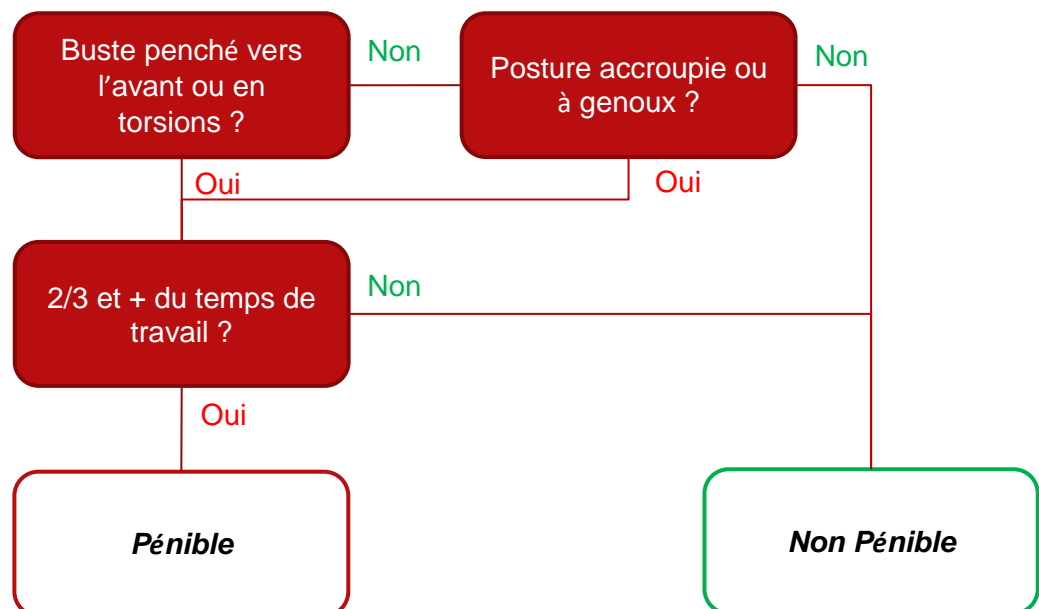 Buste penché vers
l'avant ou en
torsions ?
Non
Posture accroupie ou
à genoux ?
Non
Oui
Oui
2/3 et + du temps de
travail ?
Non
Oui
Pénible
Non Pénible